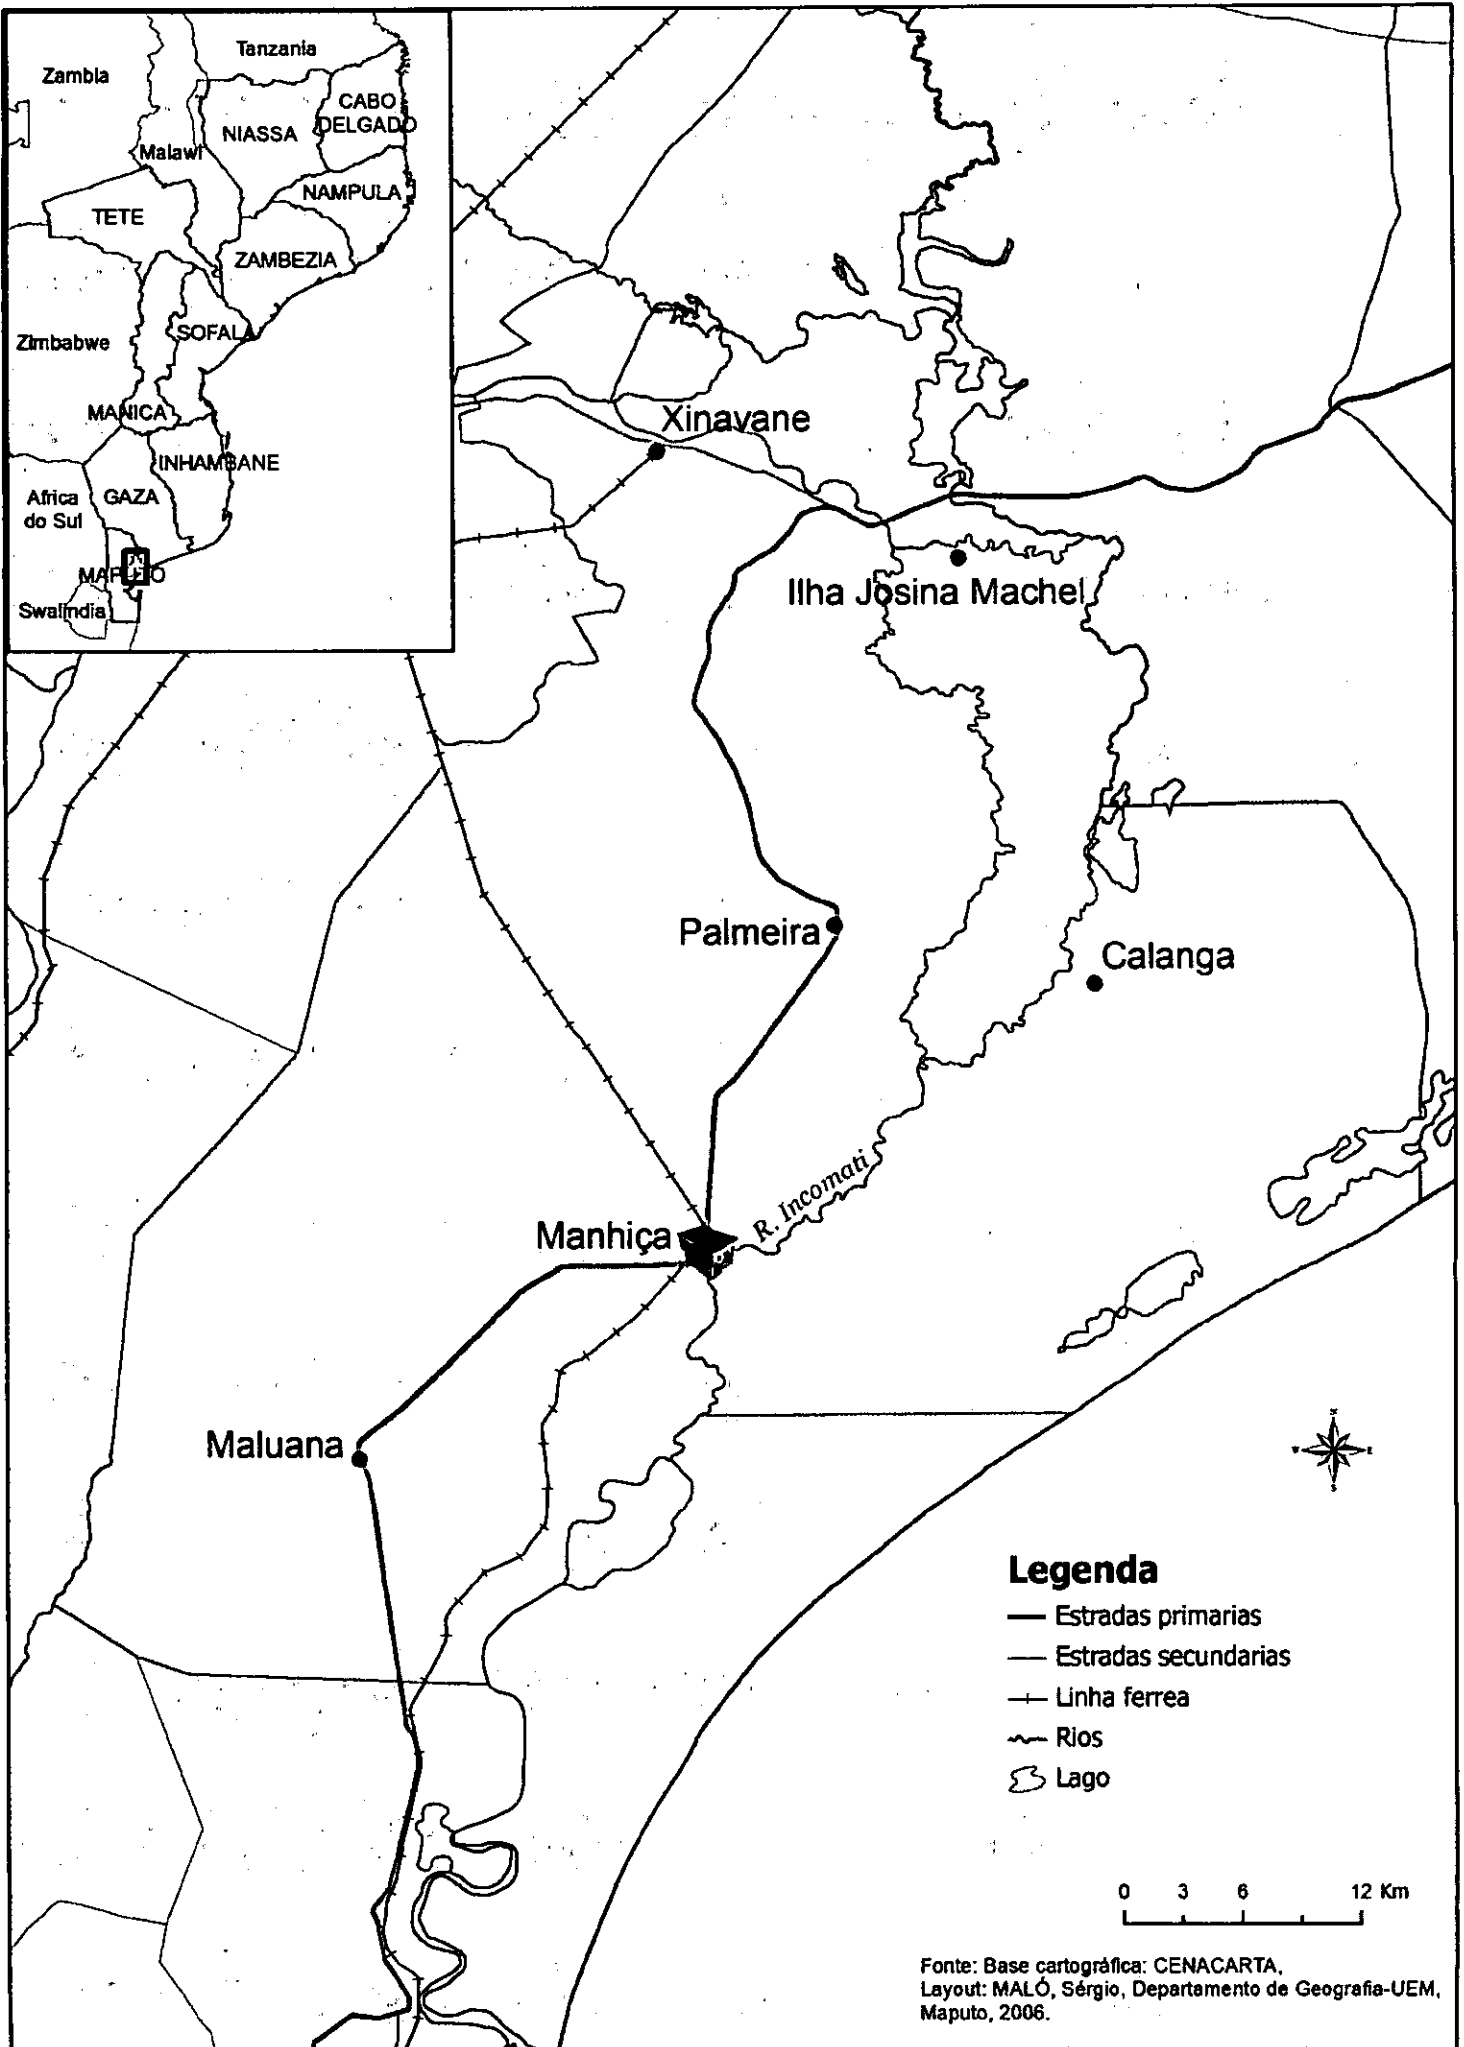 Tanzania
Zambia
CABO
DELGADO
NIASSA
Malawi
NAMPULA
TETE
ZAMBEZIA
SOFALA
Zimbabwe
MANICA
INHAMBANE
GAZA
Africa
do Sul
MAPUTO
Xinavane
Ilha Josina Machel
Palmeira
Calanga
R. Incomati
Manhiça
Maluana
Legenda
Estradas primarias
Estradas secundarias
Linha ferrea
Rios
Lago
0 3 6 12 Km
Fonte: Base cartográfica: CENACARTA,
Layout: MALÓ, Sérgio, Departamento de Geografia-UEM,
Maputo, 2006.